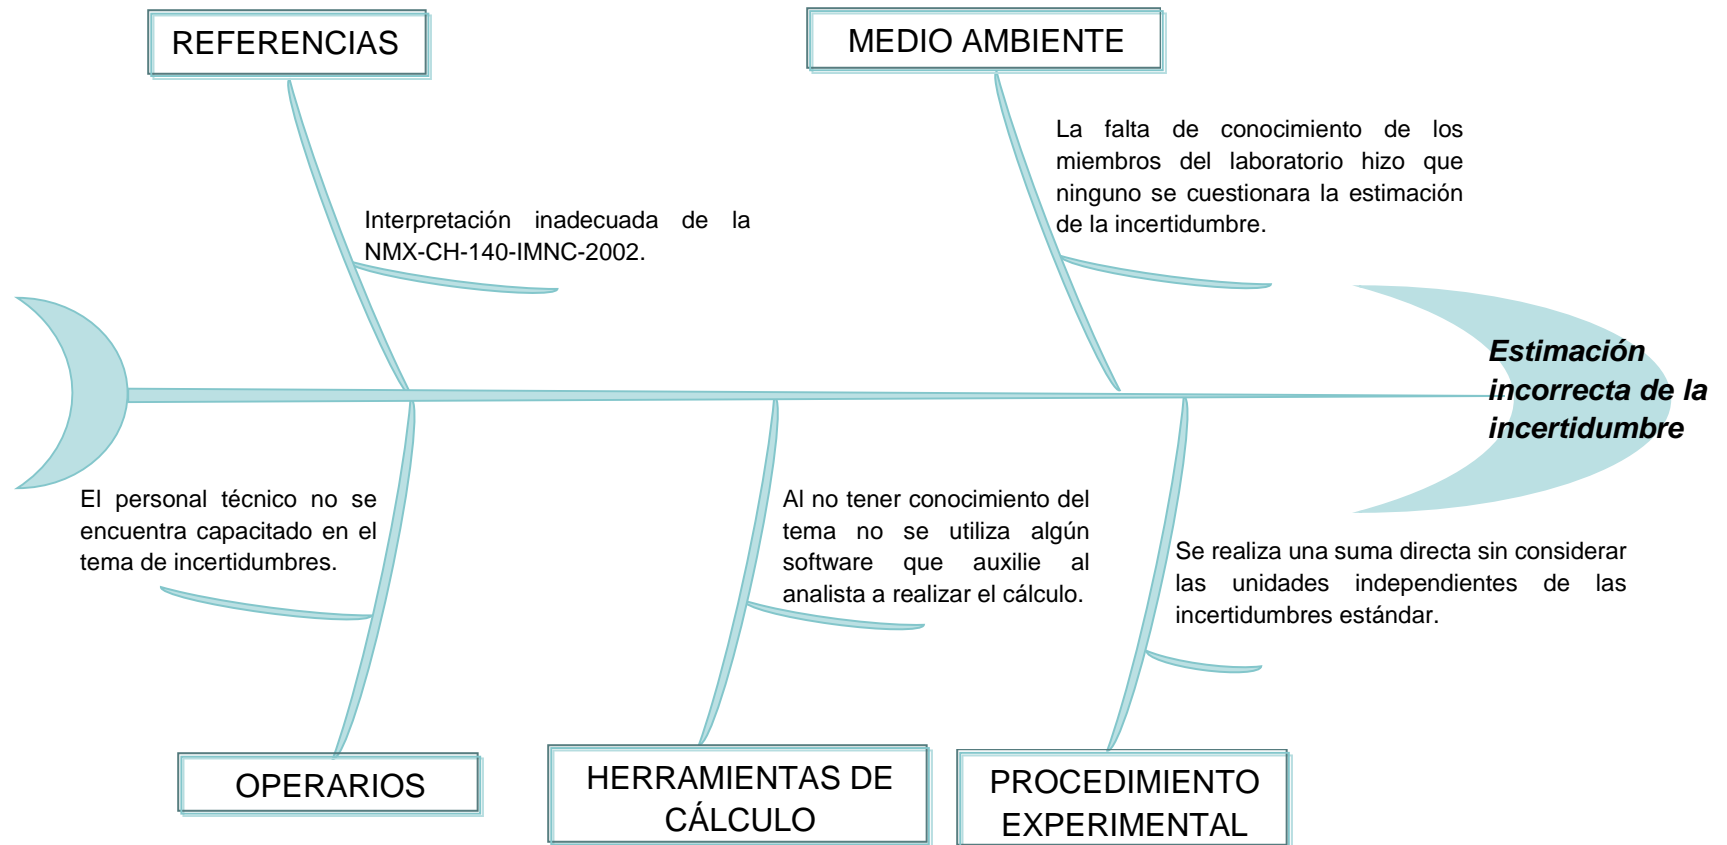 REFERENCIAS
MEDIO AMBIENTE
La falta de conocimiento de los
miembros del laboratorio hizo que
ninguno se cuestionara la estimación
de la incertidumbre.
Interpretación inadecuada de la
NMX-CH-140-IMNC-2002.
Estimación
incorrecta de la
incertidumbre
El personal técnico no se
encuentra capacitado en el
tema de incertidumbres.
Al no tener conocimiento del
tema no se utiliza algún
software que auxilie al
analista a realizar el cálculo.
Se realiza una suma directa sin considerar
las unidades independientes de las
incertidumbres estándar.
OPERARIOS
HERRAMIENTAS DE
CÁLCULO
PROCEDIMIENTO
EXPERIMENTAL